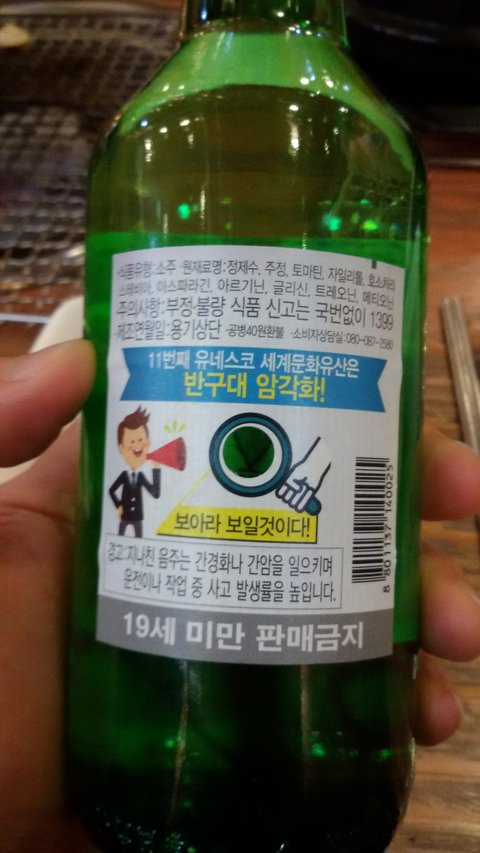 ·식품유형:소주 ·원재료명:정제수, 주정, 토마틴, 자일리톨, 효소처리
스테비아, 아스파라긴, 아르기닌, 글리신, 트레오닌, 메티오닌
주의사항:부정·불량 식품 신고는 국번없이 1399
제조연월일:용기상단 ·공병40원환불 ·소비자상담실:080-087-2580
11번째 유네스코 세계문화유산은
반구대 암각화!
보아라 보일것이다!
경고:지나친 음주는 간경화나 간암을 일으키며
운전이나 작업 중 사고 발생률을 높입니다.
8 801137 140025
19세 미만 판매금지